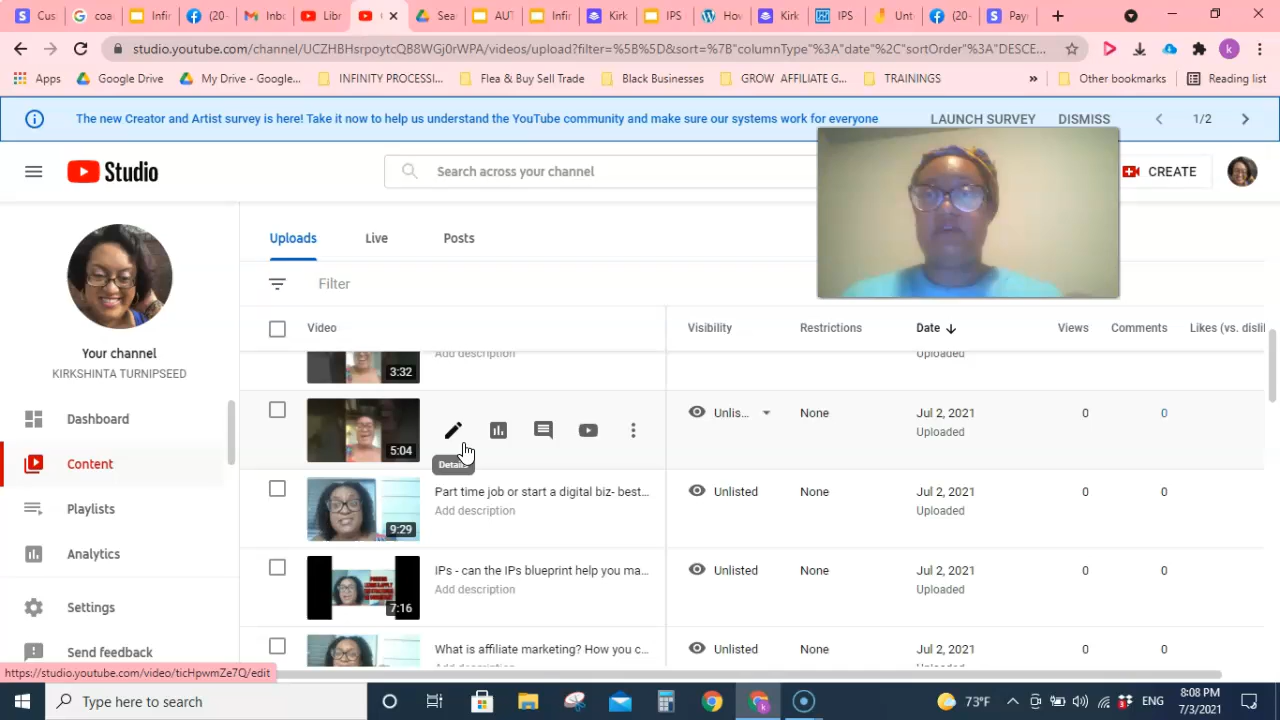 coa
Infir
(20-
Inb
Libr
Sea
AUT
Infir
Kirk
IPS
How
Kirk
IPS
Unt
(20-
Pay
studio.youtube.com/channel/UCZHBHsrpoytcQB8WGj0rWPA/videos/upload?filter=%5B%5D&sort=%7B"columnType"%3A"date"%2C"sortOrder"%3A"DESCE...
k
Apps
Google Drive
My Drive - Google...
INFINITY PROCESSI...
Flea & Buy Sell Trade
Black Businesses
GROW AFFILIATE G...
TRAININGS
»
Other bookmarks
Reading list
The new Creator and Artist survey is here! Take it now to help us understand the YouTube community and make sure our systems work for everyone
LAUNCH SURVEY
DISMISS
1/2
Studio
Search across your channel
CREATE
Your channel
KIRKSHINTA TURNIPSEED
Dashboard
Content
Playlists
Analytics
Settings
Send feedback
Uploads
Live
Posts
Filter
Video
Visibility
Restrictions
Date
Views
Comments
Likes (vs. disli
3:32
Add description
Uploaded
5:04
Details
Unlis...
None
Jul 2, 2021
Uploaded
0
0
9:29
Part time job or start a digital biz- best...
Add description
Unlisted
None
Jul 2, 2021
Uploaded
0
0
7:16
IPs - can the IPs blueprint help you ma...
Add description
Unlisted
None
Jul 2, 2021
Uploaded
0
0
What is affiliate marketing? How you c...
Add description
Unlisted
None
Jul 2, 2021
0
0
https://studio.youtube.com/video/ticHpwmZe7Q/edit
Type here to search
73°F
ENG
8:08 PM
7/3/2021